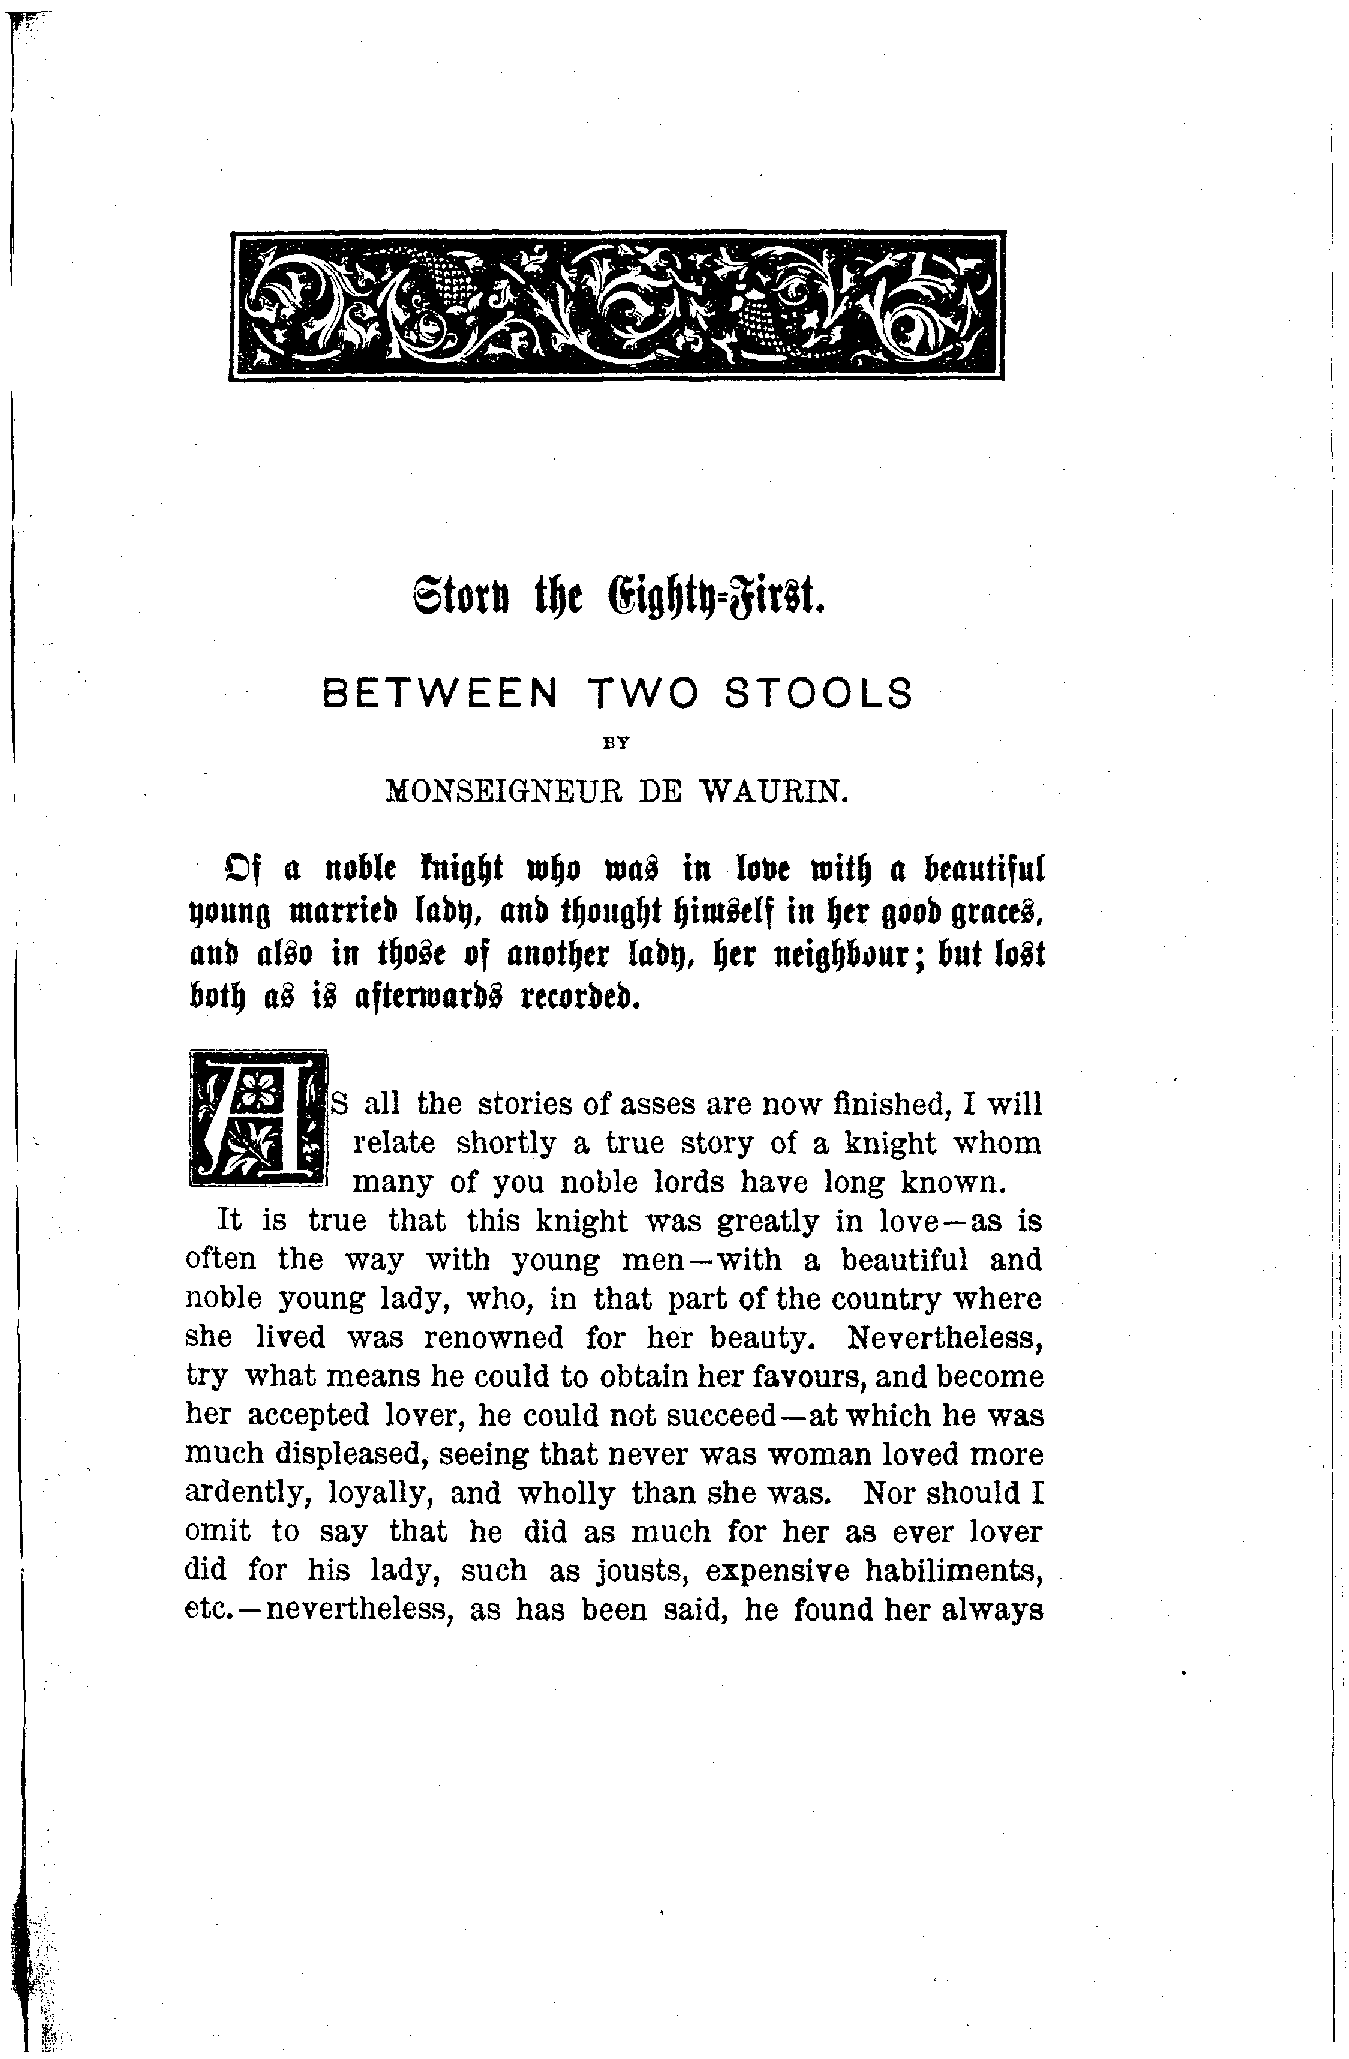 Story the Eighty-First.
BETWEEN TWO STOOLS
BY
MONSEIGNEUR DE WAURIN.
Of a noble knight who was in love with a beautiful
young married lady, and thought himself in her good graces,
and also in those of another lady, her neighbour; but lost
both as is afterwards recorded.
AS all the stories of asses are now finished, I will
relate shortly a true story of a knight whom
many of you noble lords have long known.
It is true that this knight was greatly in love—as is
often the way with young men—with a beautiful and
noble young lady, who, in that part of the country where
she lived was renowned for her beauty. Nevertheless,
try what means he could to obtain her favours, and become
her accepted lover, he could not succeed—at which he was
much displeased, seeing that never was woman loved more
ardently, loyally, and wholly than she was. Nor should I
omit to say that he did as much for her as ever lover
did for his lady, such as jousts, expensive habiliments,
etc.—nevertheless, as has been said, he found her always